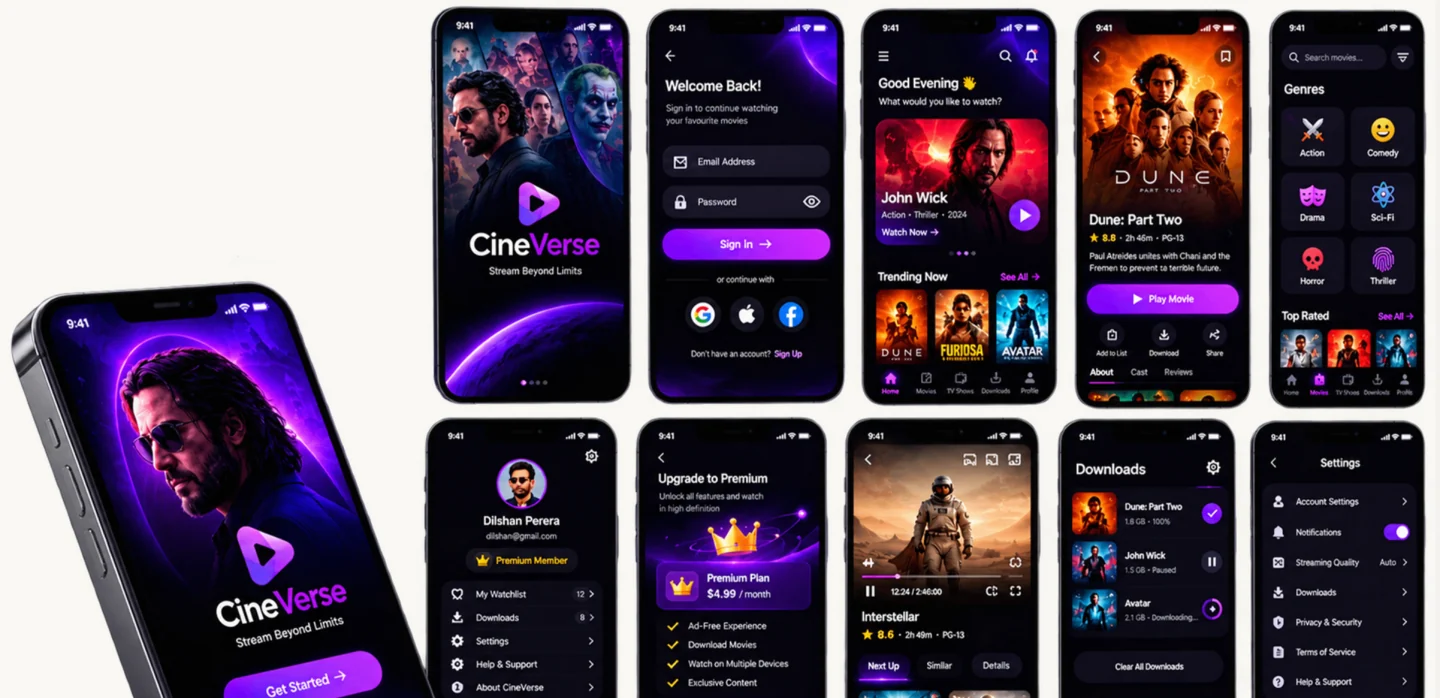 9:41
CineVerse
Stream Beyond Limits
9:41
Welcome Back!
Sign in to continue watching
your favourite movies
Email Address
Password
Sign In →
or continue with
Don't have an account? Sign Up
9:41
Good Evening 👋
What would you like to watch?
John Wick
Action • Thriller • 2024
Watch Now →
Trending Now
See All →
DUNE
FURIOSA
AVATAR
Home
Movies
TV Shows
Downloads
Profile
9:41
DUNE
PART TWO
Dune: Part Two
8.8 • 2h 46m • PG-13
Paul Atreides unites with Chani and the
Fremen to prevent ta terrible future.
Play Movie
Add to List
Download
Share
About
Cast
Reviews
9:41
Search movies...
Genres
Action
Comedy
Drama
Sci-Fi
Horror
Thriller
Top Rated
See All →
Home
Movies
TV Shows
Downloads
Profile
9:41
CineVerse
Stream Beyond Limits
Get Started →
9:41
Dilshan Perera
dilshan@gmail.com
Premium Member
My Watchlist 12
Downloads 8
Settings
Help & Support
About CineVerse
9:41
Upgrade to Premium
Unlock all features and watch
in high definition
Premium Plan
$4.99 / month
Ad-Free Experience
Download Movies
Watch on Multiple Devices
Exclusive Content
9:41
12:24 / 2:46:00
Interstellar
8.6 • 2h 49m • PG-13
Next Up
Similar
Details
9:41
Downloads
Dune: Part Two
1.8 GB • 100%
John Wick
1.5 GB • Paused
Avatar
2.1 GB • Downloading...
Clear All Downloads
9:41
Settings
Account Settings
Notifications
Streaming Quality Auto
Downloads
Privacy & Security
Terms of Service
Help & Support